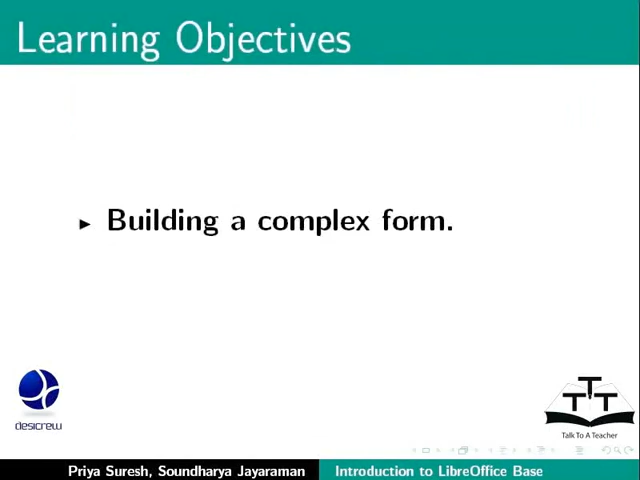 Learning Objectives
Building a complex form.
desicrew
T T T
Talk To A Teacher
Priya Suresh, Soundharya Jayaraman
Introduction to LibreOffice Base